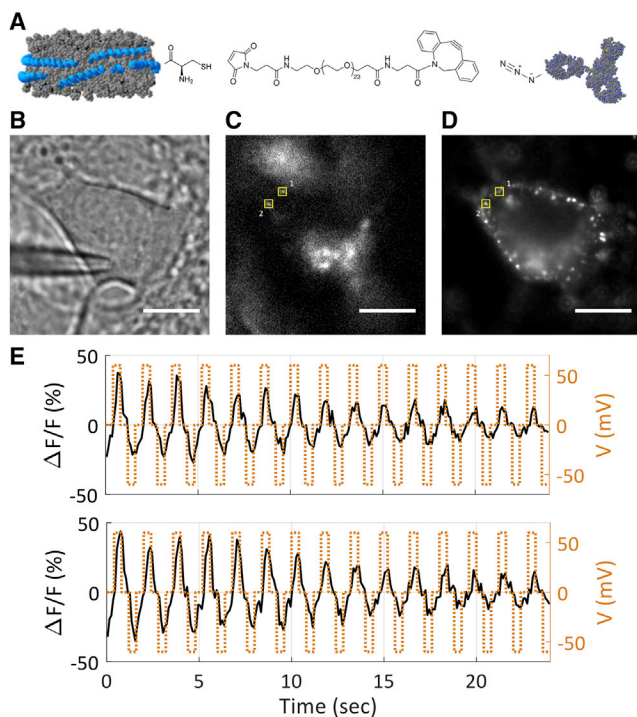 A
O
SH
NH₂
O
N
O
O
N
H
O
O
23
O
N
H
O
N
N=N⁺=N⁻
B
C
D
1
2
1
2
E
50
0
-50
ΔF/F (%)
50
0
-50
V (mV)
50
0
-50
ΔF/F (%)
50
0
-50
V (mV)
0
5
10
15
20
Time (sec)